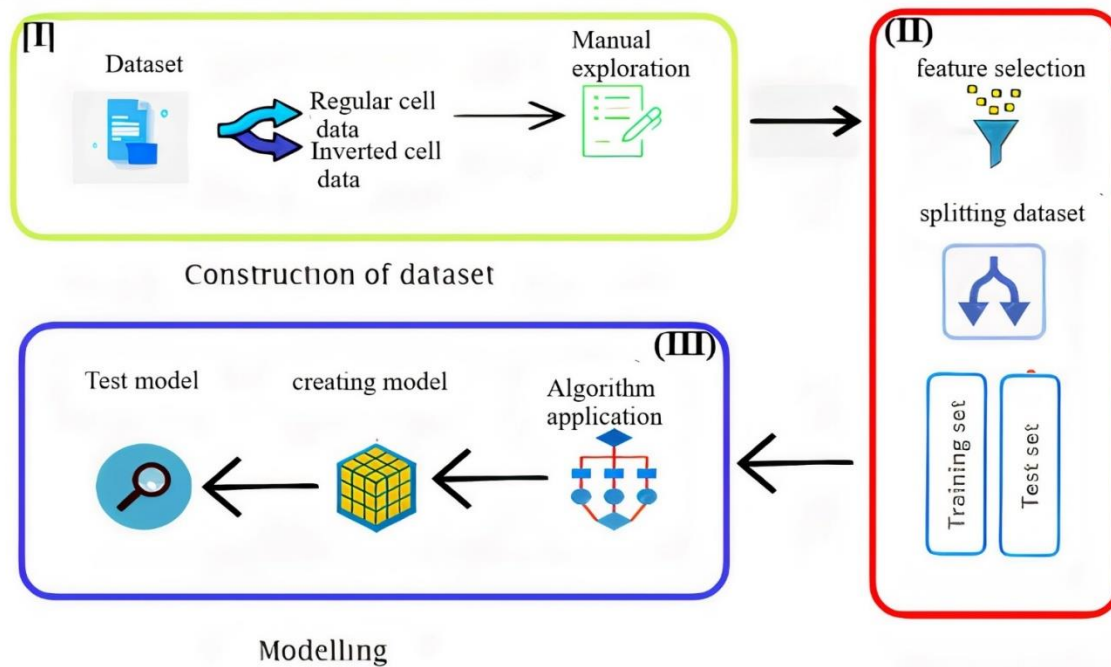 (I)
Dataset
Regular cell
data
Inverted cell
data
Manual
exploration
Construction of dataset
(II)
feature selection
splitting dataset
Training set
Test set
(III)
Algorithm
application
creating model
Test model
Modelling